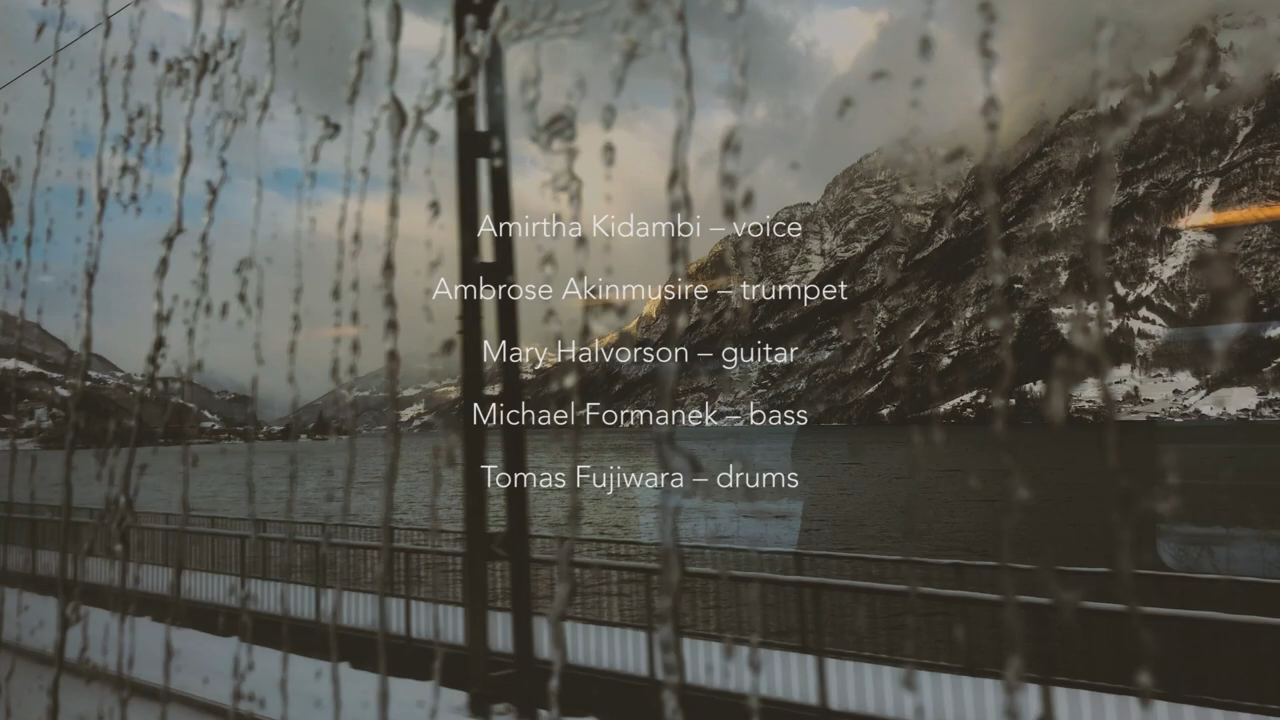 Amirtha Kidambi – voice
Ambrose Akinmusire – trumpet
Mary Halvorson – guitar
Michael Formanek – bass
Tomas Fujiwara – drums